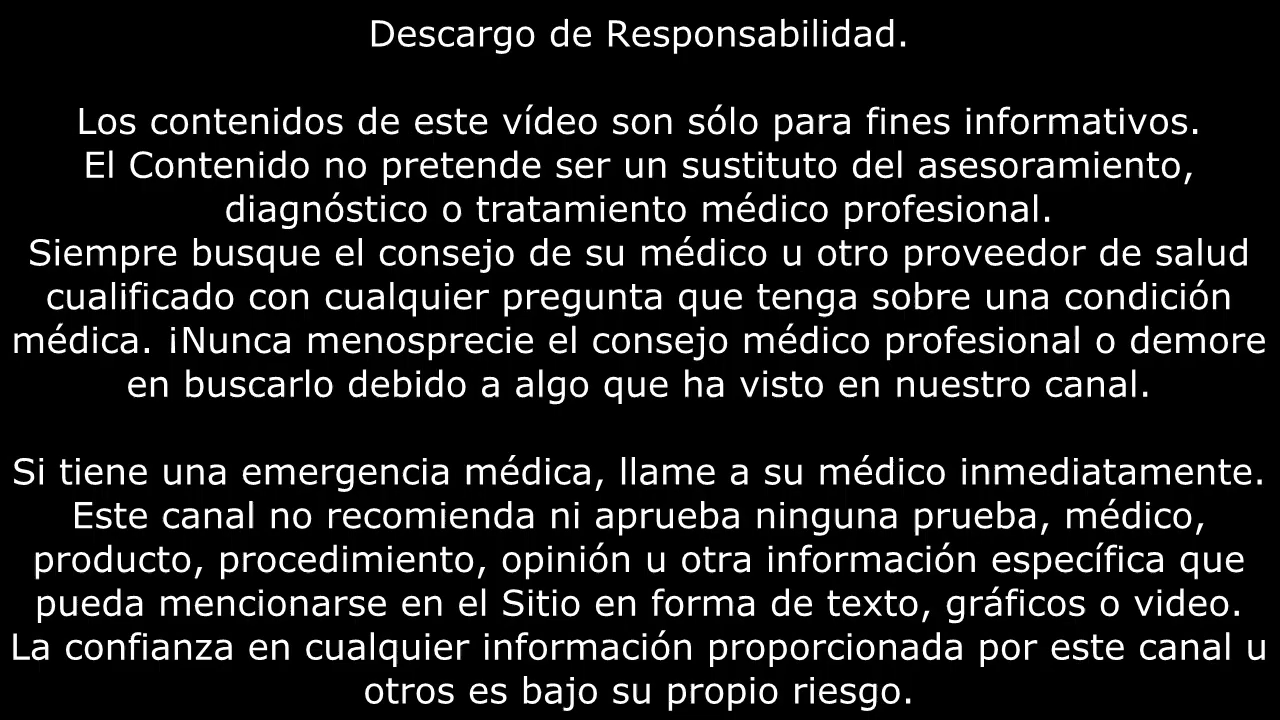 Descargo de Responsabilidad.
Los contenidos de este vídeo son sólo para fines informativos.
El Contenido no pretende ser un sustituto del asesoramiento,
diagnóstico o tratamiento médico profesional.
Siempre busque el consejo de su médico u otro proveedor de salud
cualificado con cualquier pregunta que tenga sobre una condición
médica. ¡Nunca menosprecie el consejo médico profesional o demore
en buscarlo debido a algo que ha visto en nuestro canal.
Si tiene una emergencia médica, llame a su médico inmediatamente.
Este canal no recomienda ni aprueba ninguna prueba, médico,
producto, procedimiento, opinión u otra información específica que
pueda mencionarse en el Sitio en forma de texto, gráficos o video.
La confianza en cualquier información proporcionada por este canal u
otros es bajo su propio riesgo.